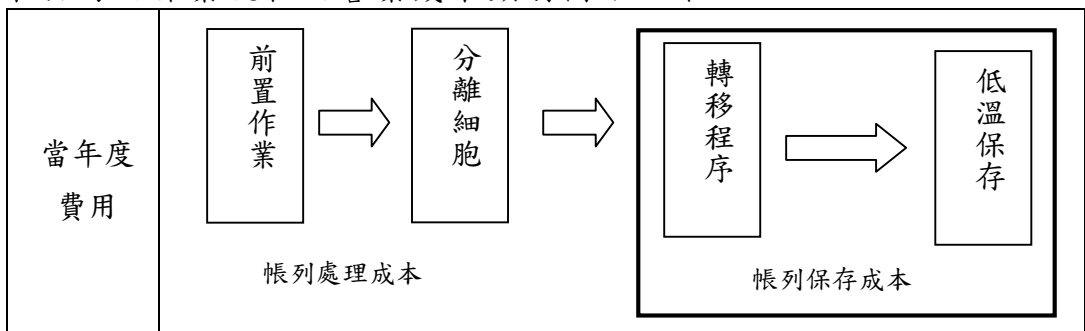 當年度
費用
前置作業
分離細胞
轉移程序
低溫保存
帳列處理成本
帳列保存成本